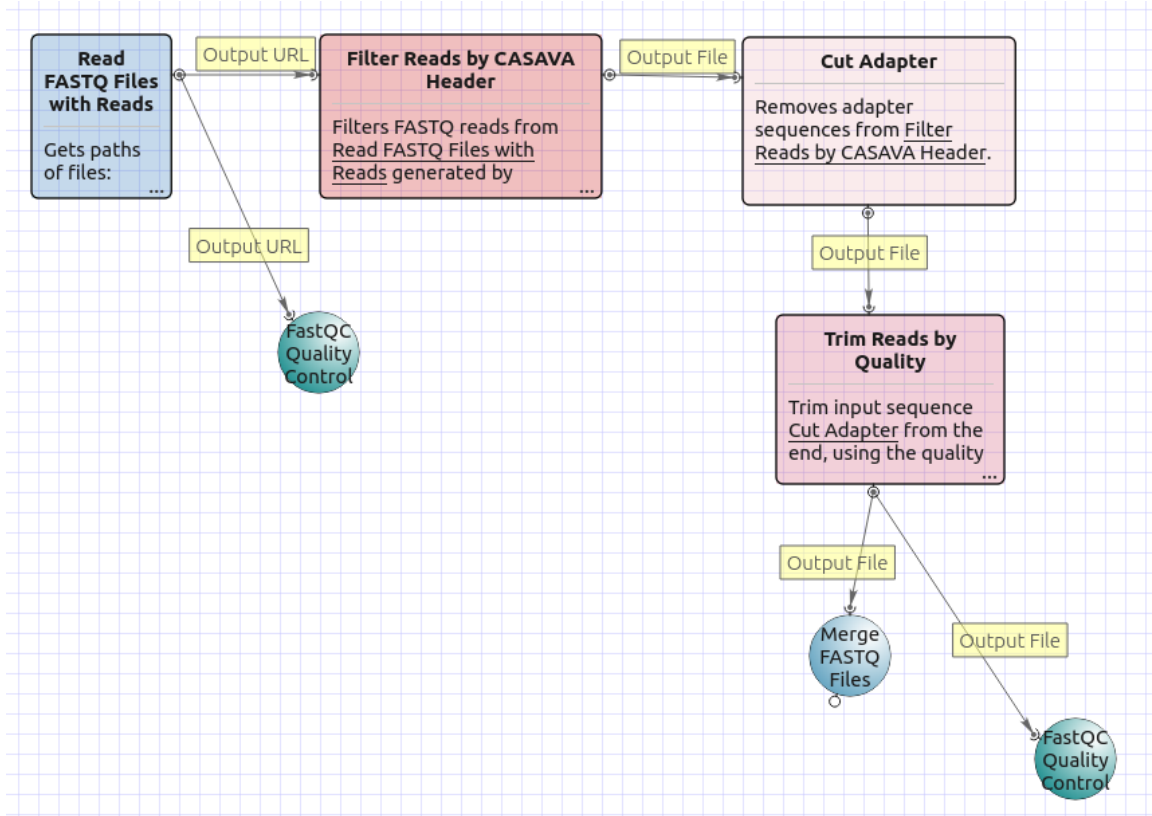 Read
FASTQ Files
with Reads
Gets paths
of files:
...
Output URL
Filter Reads by CASAVA
Header
Filters FASTQ reads from
Read FASTQ Files with
Reads generated by
...
Output File
Cut Adapter
Removes adapter
sequences from Filter
Reads by CASAVA Header.
Output URL
Output File
FastQC
Quality
Control
Trim Reads by
Quality
Trim input sequence
Cut Adapter from the
end, using the quality
...
Output File
Merge
FASTQ
Files
Output File
FastQC
Quality
Control